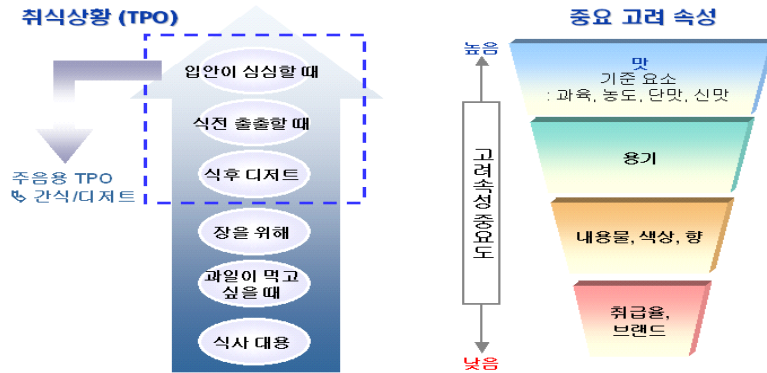 취식상황 (TPO)
입안이 심심할 때
식전 출출할 때
식후 디저트
장을 위해
과일이 먹고
싶을 때
식사 대용
주음용 TPO
↳ 간식/디저트
중요 고려 속성
높음
고려속성 중요도
낮음
맛
기준 요소
: 과육, 농도, 단맛, 신맛
용기
내용물, 색상, 향
취급율,
브랜드